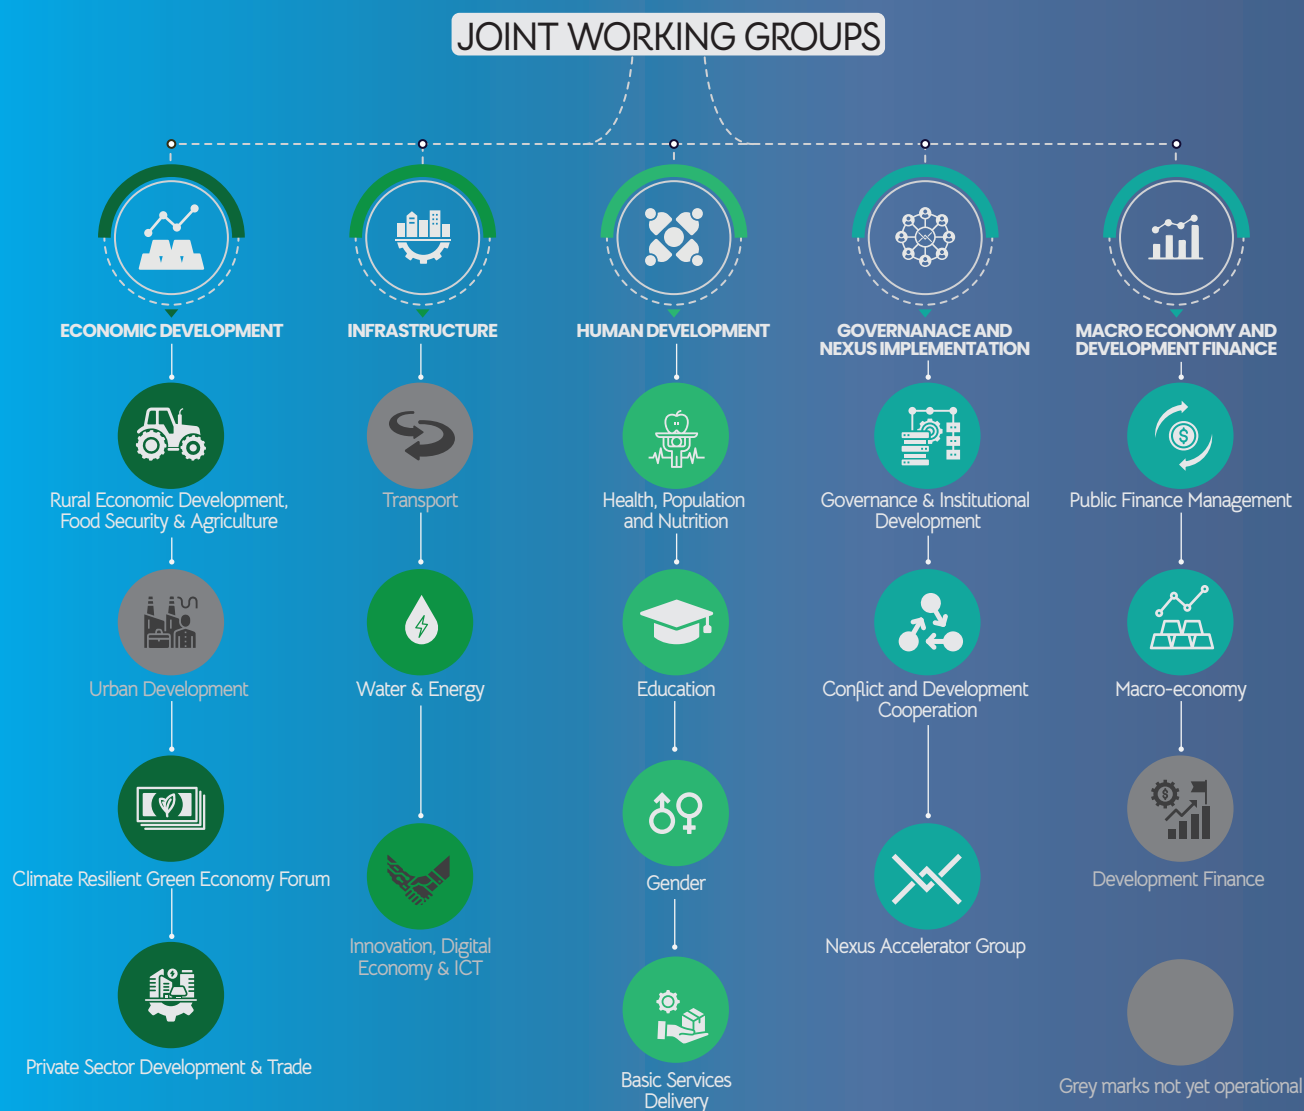 JOINT WORKING GROUPS
ECONOMIC DEVELOPMENT
Rural Economic Development,
Food Security & Agriculture
Urban Development
Climate Resilient Green Economy Forum
Private Sector Development & Trade
INFRASTRUCTURE
Transport
Water & Energy
Innovation, Digital
Economy & ICT
HUMAN DEVELOPMENT
Health, Population
and Nutrition
Education
Gender
Basic Services
Delivery
GOVERNANACE AND
NEXUS IMPLEMENTATION
Governance & Institutional
Development
Conflict and Development
Cooperation
Nexus Accelerator Group
MACRO ECONOMY AND
DEVELOPMENT FINANCE
Public Finance Management
Macro-economy
Development Finance
Grey marks not yet operational